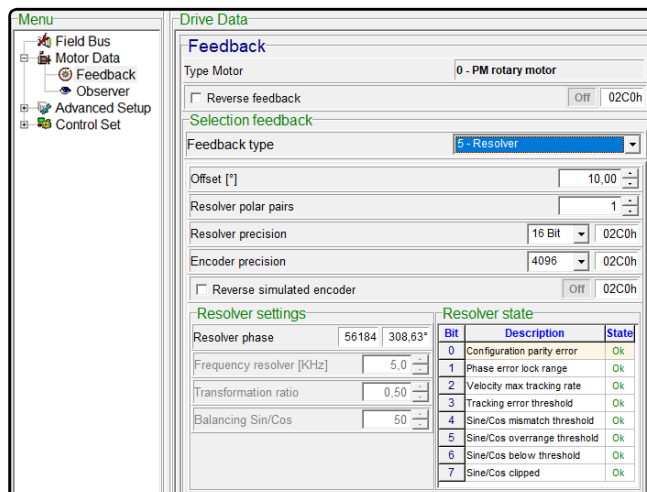 Menu
Field Bus
Motor Data
Feedback
Observer
Advanced Setup
Control Set
Drive Data
Feedback
Type Motor 0 - PM rotary motor
Reverse feedback Off 02C0h
Selection feedback
Feedback type 5 - Resolver
Offset [°] 10,00
Resolver polar pairs 1
Resolver precision 16 Bit 02C0h
Encoder precision 4096 02C0h
Reverse simulated encoder Off 02C0h
Resolver settings
Resolver phase 56184 308,63°
Frequency resolver [KHz] 5,0
Transformation ratio 0,50
Balancing Sin/Cos 50
Resolver state
Bit Description State
0 Configuration parity error Ok
1 Phase error lock range Ok
2 Velocity max tracking rate Ok
3 Tracking error threshold Ok
4 Sine/Cos mismatch threshold Ok
5 Sine/Cos overrange threshold Ok
6 Sine/Cos below threshold Ok
7 Sine/Cos clipped Ok